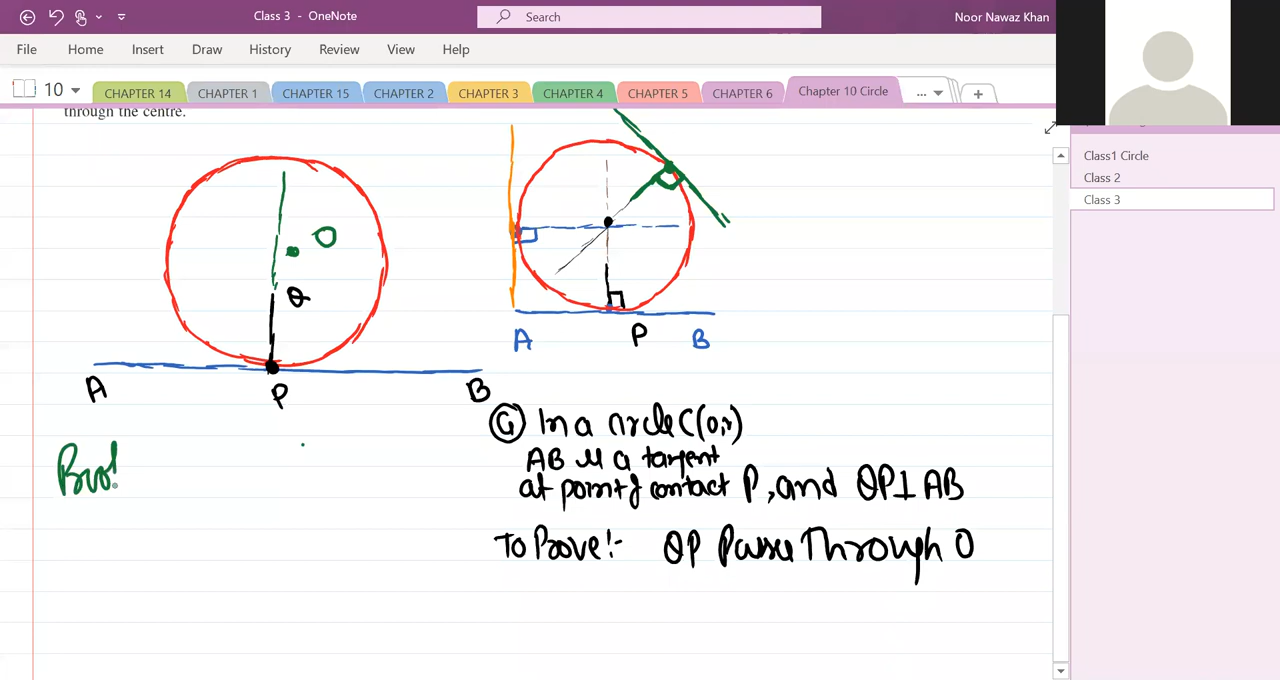 Class 3 - OneNote
Search
Noor Nawaz Khan
File Home Insert Draw History Review View Help
10
CHAPTER 14 CHAPTER 1 CHAPTER 15 CHAPTER 2 CHAPTER 3 CHAPTER 4 CHAPTER 5 CHAPTER 6 Chapter 10 Circle ... +
Class1 Circle
Class 2
Class 3
through the centre.
O
Q
A
P
B
A
P
B
G In a circle C(O,r)
AB is a tangent
at point of contact P, and QP⊥AB
To Prove:- QP Passes Through O
Proof